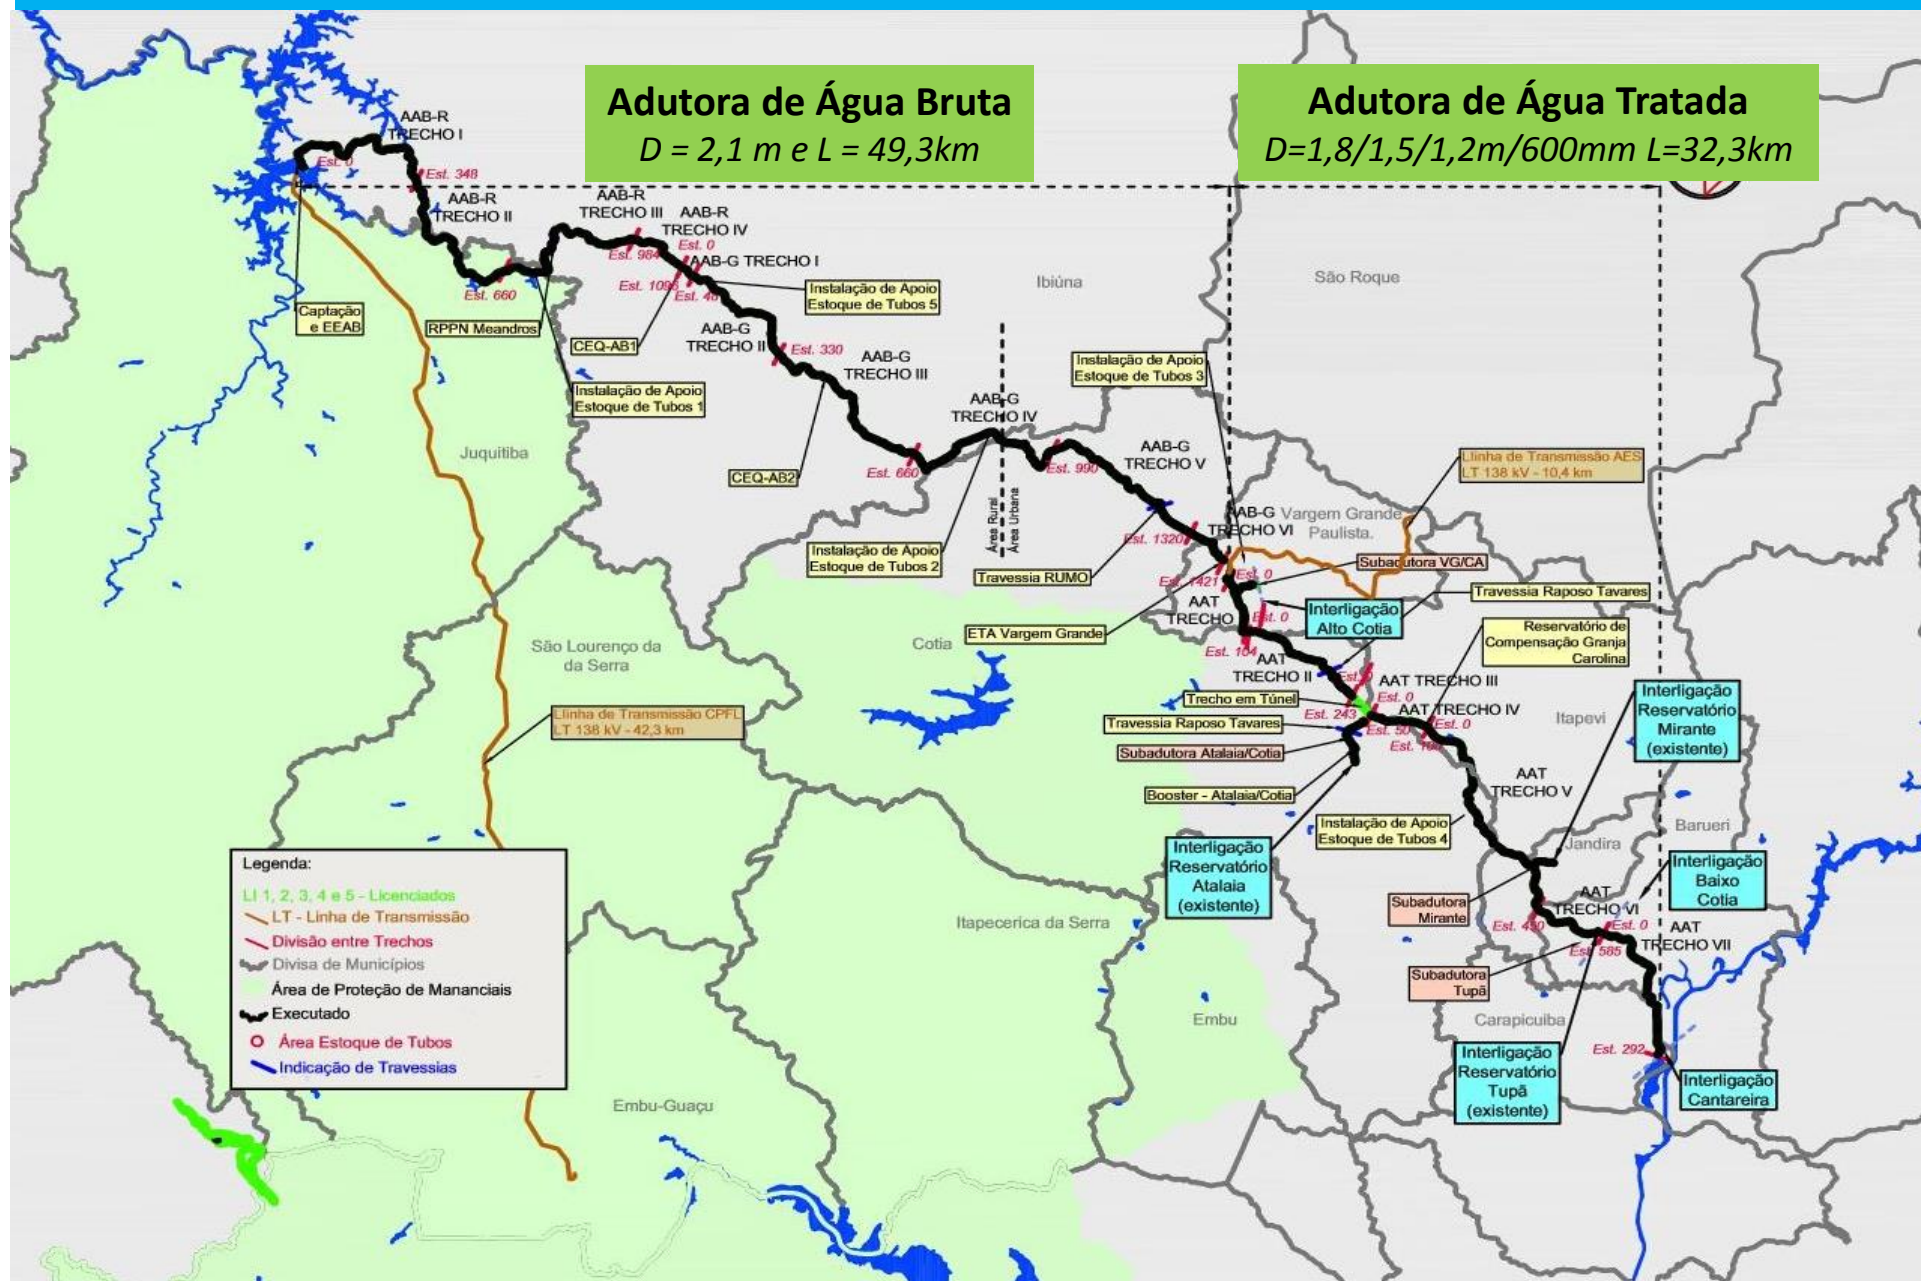 Adutora de Água Bruta
D = 2,1 m e L = 49,3km
Adutora de Água Tratada
D=1,8/1,5/1,2m/600mm L=32,3km
AAB-R
TRECHO I
Est. 0
Est. 348
AAB-R
TRECHO II
AAB-R
TRECHO III
AAB-R
TRECHO IV
Est. 0
Est. 984
AAB-G TRECHO I
Est. 660
Instalação de Apoio
Estoque de Tubos 5
Ibiúna
São Roque
Captação
e EEAB
RPPN Meandros
CEQ-AB1
AAB-G
TRECHO II
Est. 330
AAB-G
TRECHO III
Instalação de Apoio
Estoque de Tubos 3
Instalação de Apoio
Estoque de Tubos 1
AAB-G
TRECHO IV
Juquitiba
CEQ-AB2
Est. 660
Est. 990
AAB-G
TRECHO V
Llinha de Transmissão AES
LT 138 kV - 10,4 km
Área Rural
Área Urbana
AAB-G
TRECHO VI
Vargem Grande
Paulista.
Est. 1320
Instalação de Apoio
Estoque de Tubos 2
Travessia RUMO
Est. 1421
Est. 0
Subadutora VG/CA
Travessia Raposo Tavares
AAT
TRECHO
Est. 0
Interligação
Alto Cotia
ETA Vargem Grande
Est. 104
Reservatório de
Compensação Granja
Carolina
São Lourenço da
da Serra
Cotia
AAT
TRECHO II
AAT TRECHO III
Trecho em Túnel
Est. 0
Est. 243
AAT TRECHO IV
Est. 0
Est. 50
Travessia Raposo Tavares
Itapevi
Interligação
Reservatório
Mirante
(existente)
Llinha de Transmissão CPFL
LT 138 kV - 42,3 km
Subadutora Atalaia/Cotia
Booster - Atalaia/Cotia
AAT
TRECHO V
Instalação de Apoio
Estoque de Tubos 4
Barueri
Jandira
Interligação
Reservatório
Atalaia
(existente)
Interligação
Baixo
Cotia
Subadutora
Mirante
AAT
TRECHO VI
Est. 450
Est. 0
Est. 585
AAT
TRECHO VII
Subadutora
Tupã
Itapecerica da Serra
Embu
Carapicuiba
Est. 292
Interligação
Reservatório
Tupã
(existente)
Interligação
Cantareira
Embu-Guaçu
Legenda:
LI 1, 2, 3, 4 e 5 - Licenciados
LT - Linha de Transmissão
Divisão entre Trechos
Divisa de Municípios
Área de Proteção de Mananciais
Executado
Área Estoque de Tubos
Indicação de Travessias